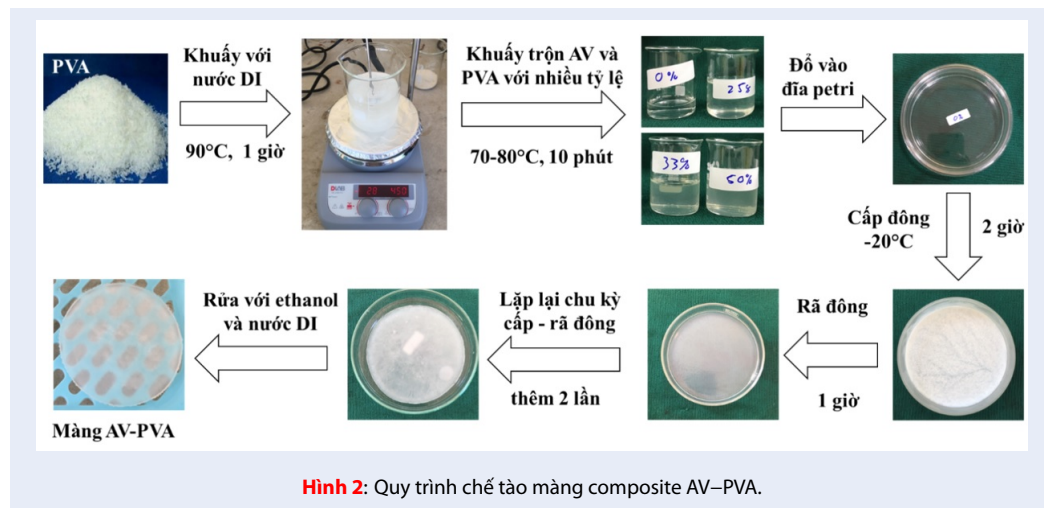 PVA
Khuấy với
nước DI
90°C, 1 giờ
Khuấy trộn AV và
PVA với nhiều tỷ lệ
70-80°C, 10 phút
0%
25%
33%
50%
Đổ vào
đĩa petri
Cấp đông
-20°C
2 giờ
Rã đông
1 giờ
Lặp lại chu kỳ
cấp - rã đông
thêm 2 lần
Rửa với ethanol
và nước DI
Màng AV-PVA
Hình 2: Quy trình chế tào màng composite AV–PVA.